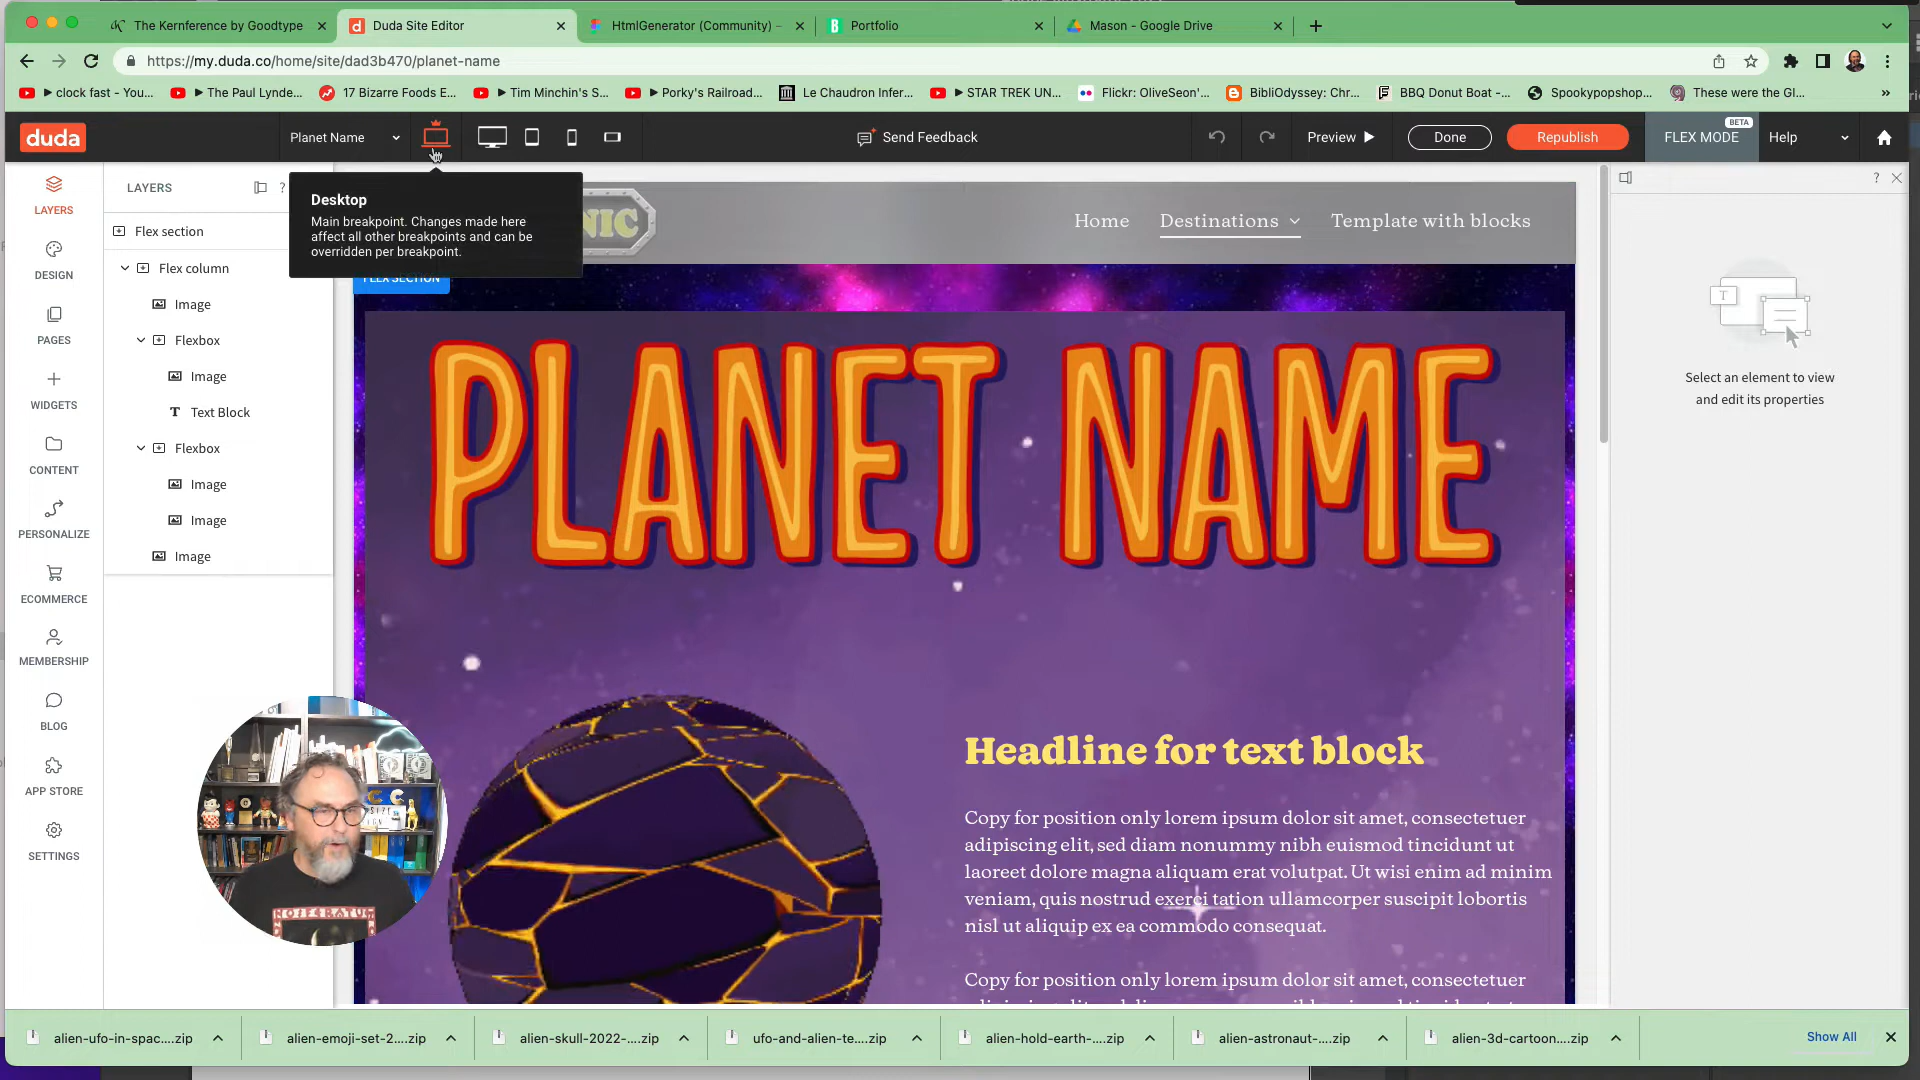 The Kernference by Goodtype
Duda Site Editor
HtmlGenerator (Community) –
Portfolio
Mason - Google Drive
https://my.duda.co/home/site/dad3b470/planet-name
▶ clock fast - You...
▶ The Paul Lynde...
17 Bizarre Foods E...
▶ Tim Minchin's S...
▶ Porky's Railroad...
Le Chaudron Infer...
▶ STAR TREK UN...
Flickr: OliveSeon'...
BibliOdyssey: Chr...
BBQ Donut Boat -...
Spookypopshop...
These were the Gl...
duda
Planet Name
Send Feedback
Preview
Done
Republish
FLEX MODE
BETA
Help
LAYERS
DESIGN
PAGES
WIDGETS
CONTENT
PERSONALIZE
ECOMMERCE
MEMBERSHIP
BLOG
APP STORE
SETTINGS
LAYERS
?
Flex section
Flex column
Image
Flexbox
Image
Text Block
Flexbox
Image
Image
Image
Desktop
Main breakpoint. Changes made here
affect all other breakpoints and can be
overridden per breakpoint.
NIC
Home
Destinations
Template with blocks
FLEX SECTION
PLANET NAME
Headline for text block
Copy for position only lorem ipsum dolor sit amet, consectetuer
adipiscing elit, sed diam nonummy nibh euismod tincidunt ut
laoreet dolore magna aliquam erat volutpat. Ut wisi enim ad minim
veniam, quis nostrud exerci tation ullamcorper suscipit lobortis
nisl ut aliquip ex ea commodo consequat.
Copy for position only lorem ipsum dolor sit amet, consectetuer
?
T
Select an element to view
and edit its properties
NOSFERATU
alien-ufo-in-spac....zip
alien-emoji-set-2....zip
alien-skull-2022-....zip
ufo-and-alien-te....zip
alien-hold-earth-....zip
alien-astronaut-....zip
alien-3d-cartoon....zip
Show All